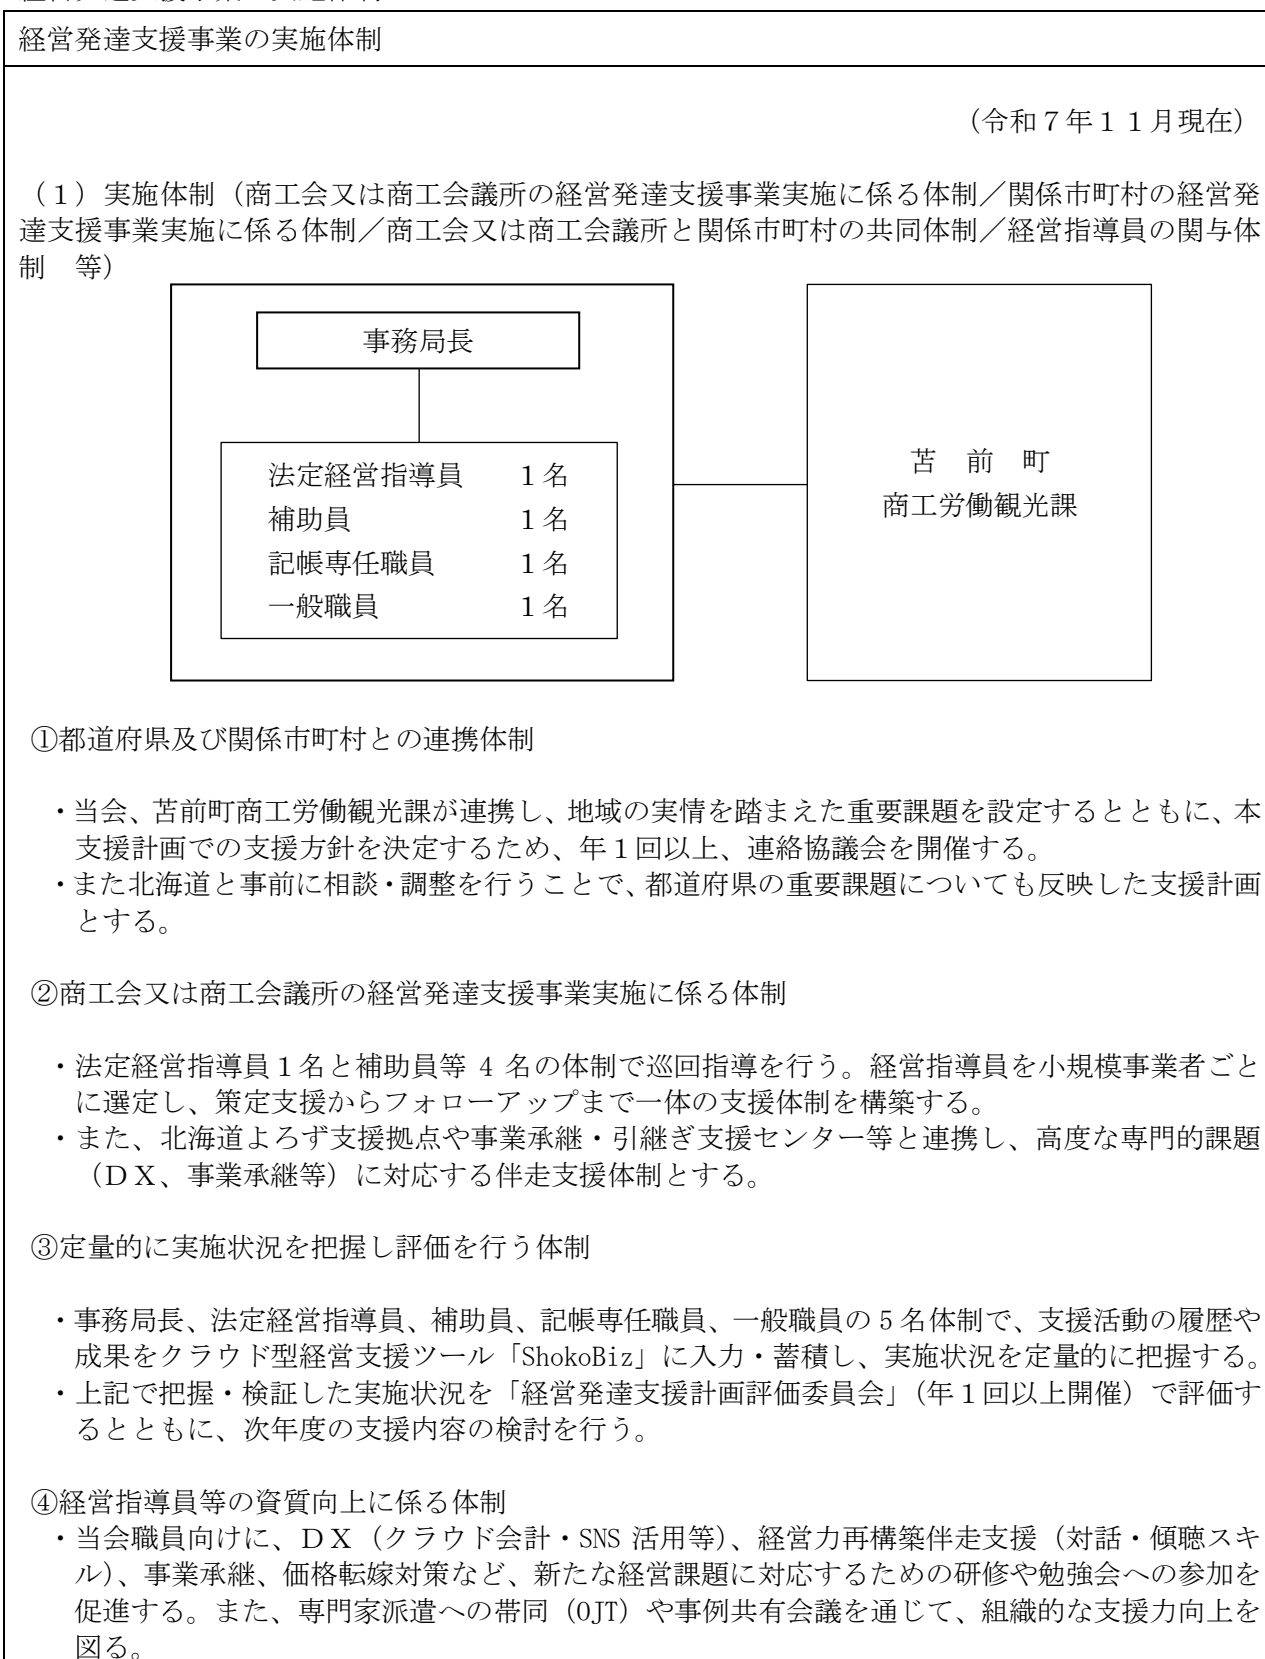 経営発達支援事業の実施体制
（令和７年１１月現在）
（１）実施体制（商工会又は商工会議所の経営発達支援事業実施に係る体制／関係市町村の経営発
達支援事業実施に係る体制／商工会又は商工会議所と関係市町村の共同体制／経営指導員の関与体
制　等）
事務局長
法定経営指導員　１名
補助員　１名
記帳専任職員　１名
一般職員　１名
苫　前　町
商工労働観光課
①都道府県及び関係市町村との連携体制
・当会、苫前町商工労働観光課が連携し、地域の実情を踏まえた重要課題を設定するとともに、本
支援計画での支援方針を決定するため、年１回以上、連絡協議会を開催する。
・また北海道と事前に相談・調整を行うことで、都道府県の重要課題についても反映した支援計画
とする。
②商工会又は商工会議所の経営発達支援事業実施に係る体制
・法定経営指導員１名と補助員等 4 名の体制で巡回指導を行う。経営指導員を小規模事業者ごと
に選定し、策定支援からフォローアップまで一体の支援体制を構築する。
・また、北海道よろず支援拠点や事業承継・引継ぎ支援センター等と連携し、高度な専門的課題
（ＤＸ、事業承継等）に対応する伴走支援体制とする。
③定量的に実施状況を把握し評価を行う体制
・事務局長、法定経営指導員、補助員、記帳専任職員、一般職員の５名体制で、支援活動の履歴や
成果をクラウド型経営支援ツール「ShokoBiz」に入力・蓄積し、実施状況を定量的に把握する。
・上記で把握・検証した実施状況を「経営発達支援計画評価委員会」（年１回以上開催）で評価す
るとともに、次年度の支援内容の検討を行う。
④経営指導員等の資質向上に係る体制
・当会職員向けに、ＤＸ（クラウド会計・SNS 活用等）、経営力再構築伴走支援（対話・傾聴スキ
ル）、事業承継、価格転嫁対策など、新たな経営課題に対応するための研修や勉強会への参加を
促進する。また、専門家派遣への帯同（OJT）や事例共有会議を通じて、組織的な支援力向上を
図る。